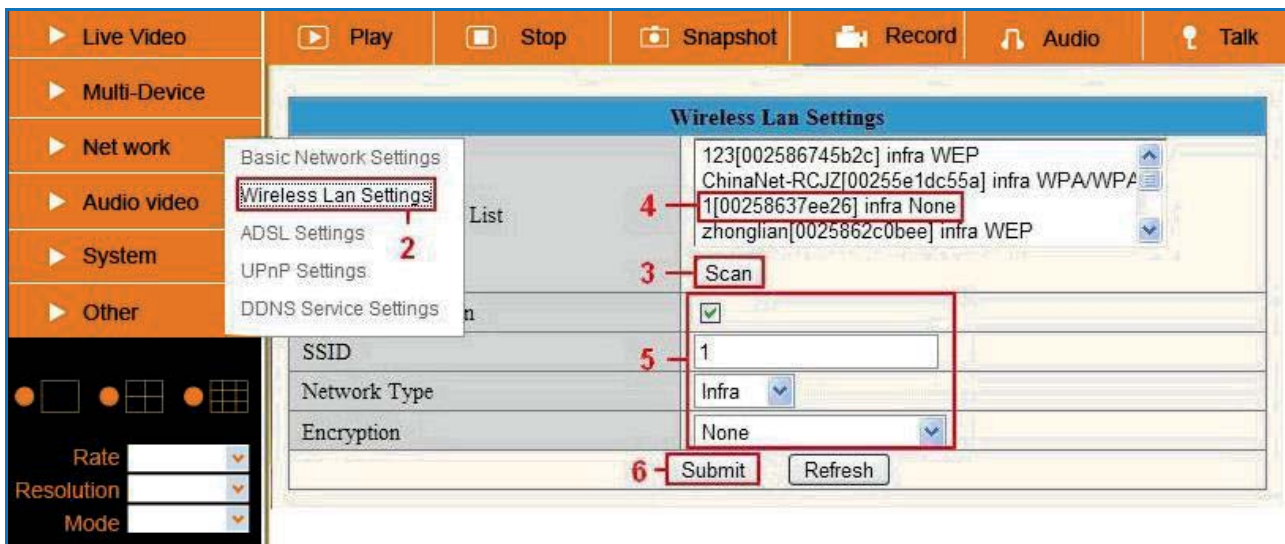 Live Video
Play
Stop
Snapshot
Record
Audio
Talk
Multi-Device
Net work
Audio video
System
Other
Basic Network Settings
Wireless Lan Settings
2
ADSL Settings
UPnP Settings
DDNS Service Settings
Wireless Lan Settings
List
123[002586745b2c] infra WEP
ChinaNet-RCJZ[00255e1dc55a] infra WPA/WPA
4
1[00258637ee26] infra None
zhonglian[0025862c0bee] infra WEP
3
Scan
n
SSID
5
1
Network Type
Infra
Encryption
None
6
Submit
Refresh
Rate
Resolution
Mode